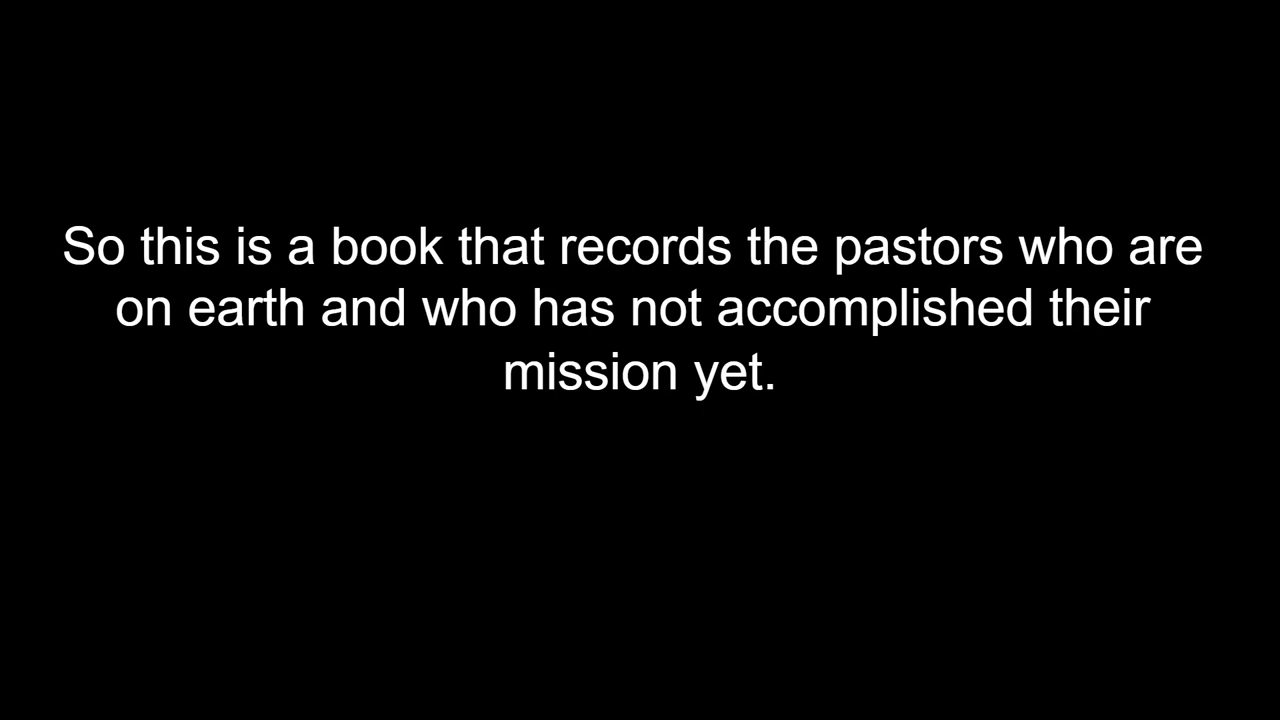 So this is a book that records the pastors who are
on earth and who has not accomplished their
mission yet.